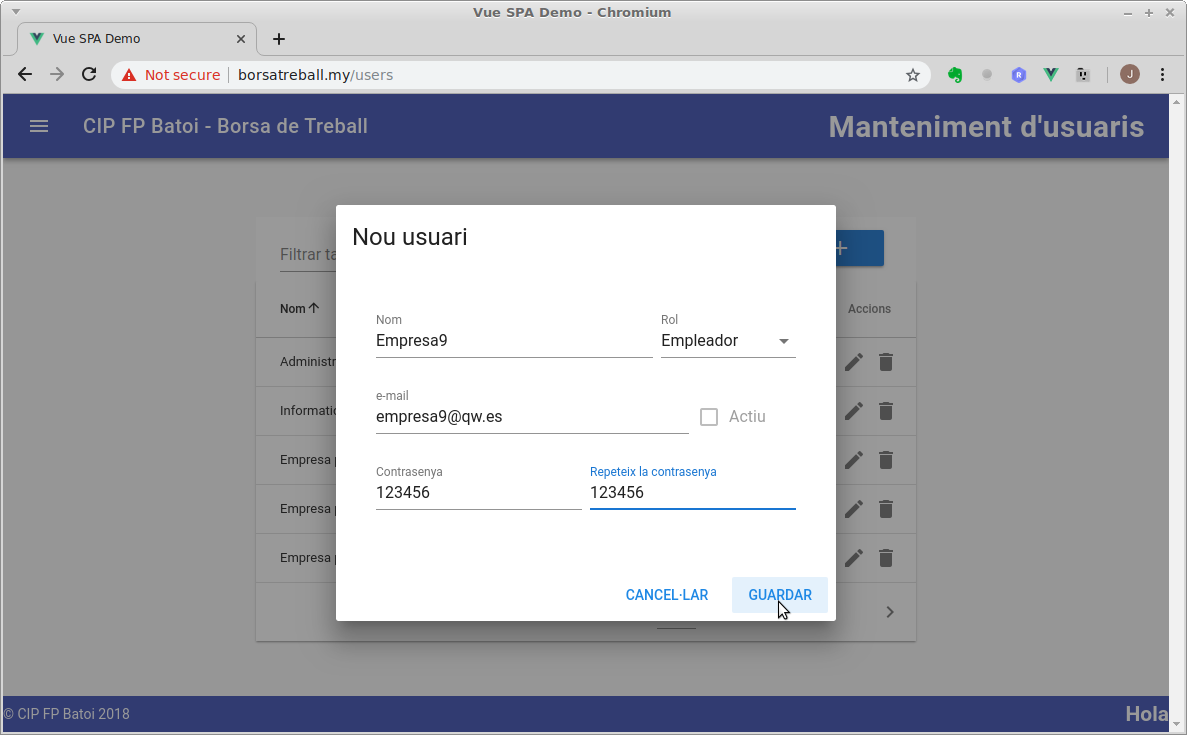 Vue SPA Demo - Chromium
Vue SPA Demo
Not secure borsatreball.my/users J
CIP FP Batoi - Borsa de Treball Manteniment d'usuaris
Filtrar ta
+
Nom Accions
Administr
Informatic
Empresa p
Empresa p
Empresa p
Nou usuari
Nom Rol
Empresa9 Empleador
e-mail
empresa9@qw.es Actiu
Contrasenya Repeteix la contrasenya
123456 123456
CANCEL·LAR GUARDAR
© CIP FP Batoi 2018 Hola